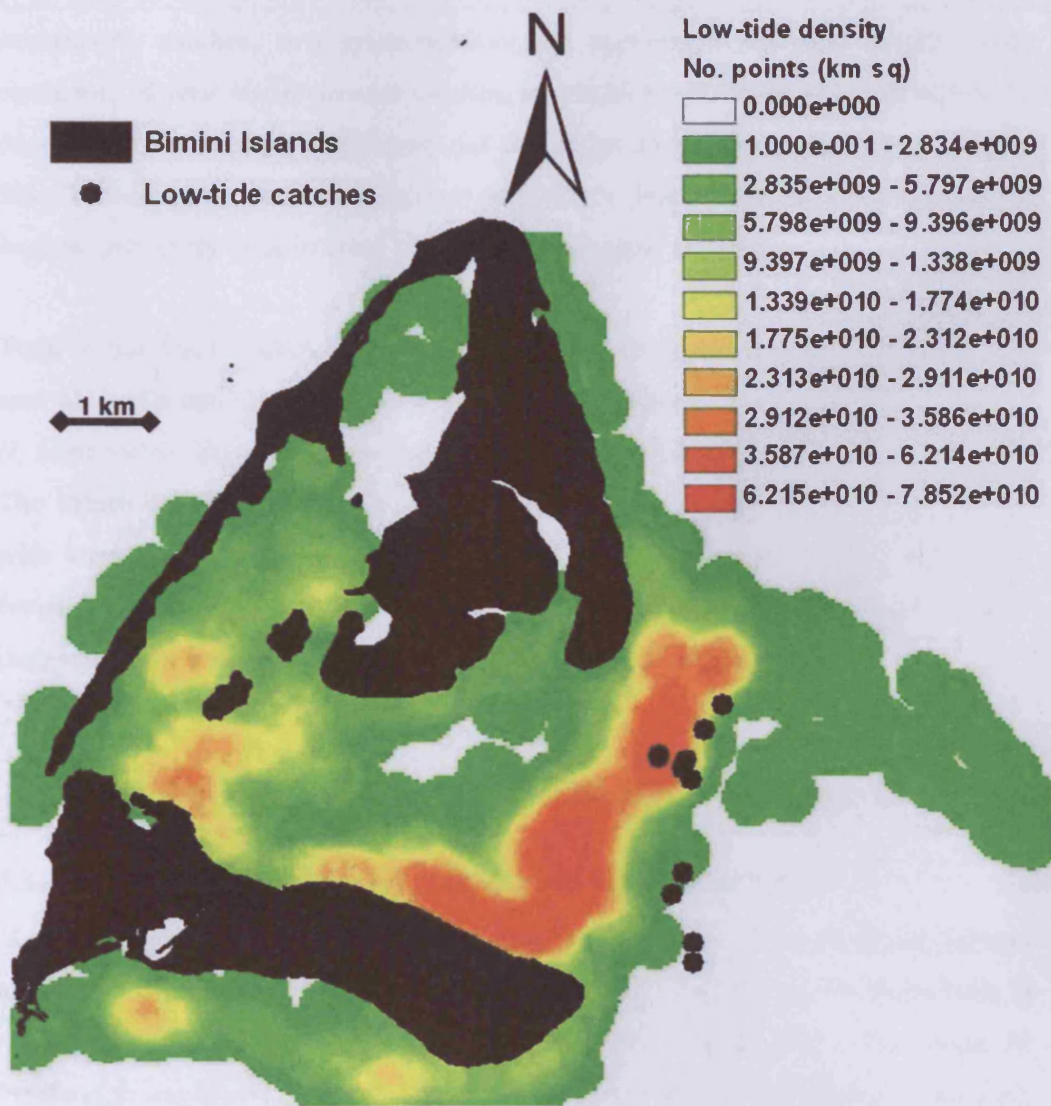 N
Low-tide density
No. points (km sq)
0.000e+000
1.000e-001 - 2.834e+009
2.835e+009 - 5.797e+009
5.798e+009 - 9.396e+009
9.397e+009 - 1.338e+009
1.339e+010 - 1.774e+010
1.775e+010 - 2.312e+010
2.313e+010 - 2.911e+010
2.912e+010 - 3.586e+010
3.587e+010 - 6.214e+010
6.215e+010 - 7.852e+010
Bimini Islands
Low-tide catches
1 km